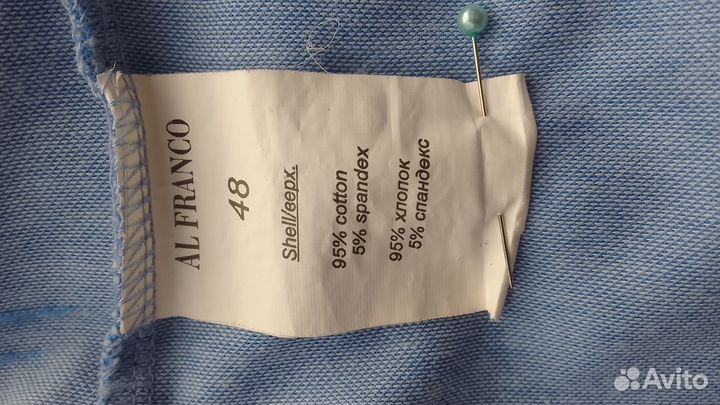 AL FRANCO
48
Shell/верх.
95% cotton
5% spandex
95% хлопок
5% спандекс
Avito